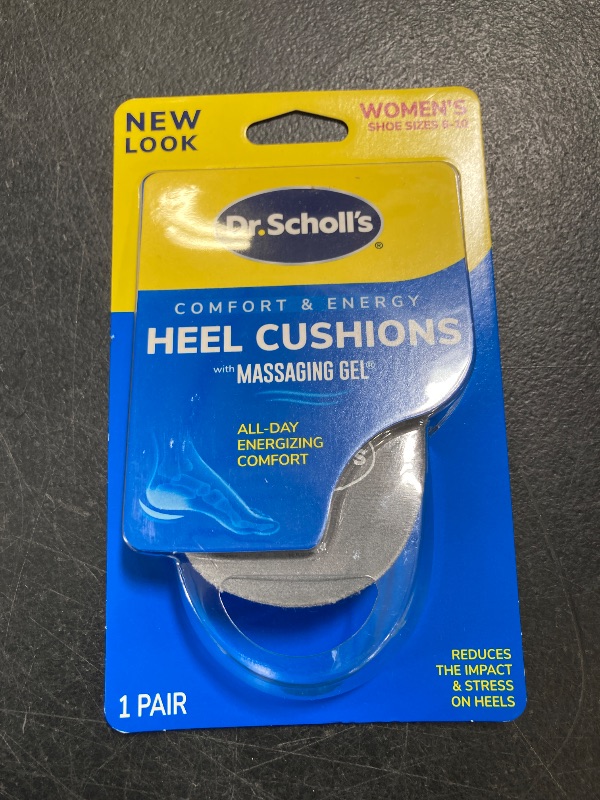 NEW
LOOK
WOMEN'S
SHOE SIZES 6-10
Dr.Scholl's®
COMFORT & ENERGY
HEEL CUSHIONS
with MASSAGING GEL®
ALL-DAY
ENERGIZING
COMFORT
REDUCES
THE IMPACT
& STRESS
ON HEELS
1 PAIR